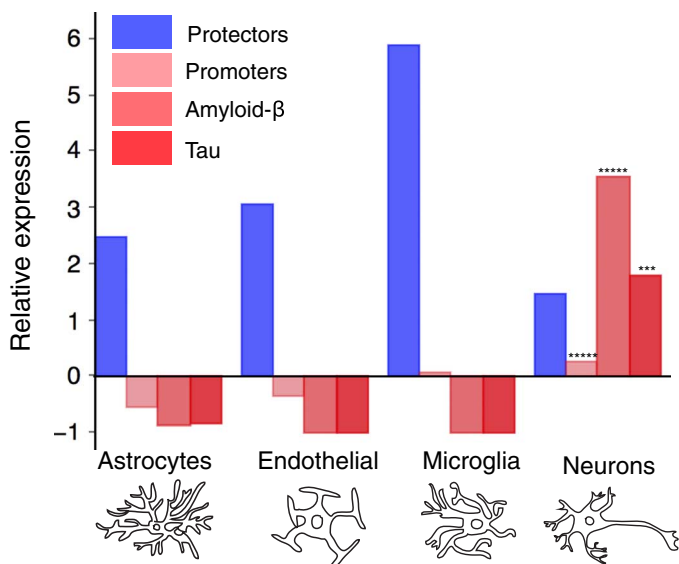 Relative expression
6
5
4
3
2
1
0
−1
Protectors
Promoters
Amyloid-β
Tau
*****
*****
***
Astrocytes
Endothelial
Microglia
Neurons